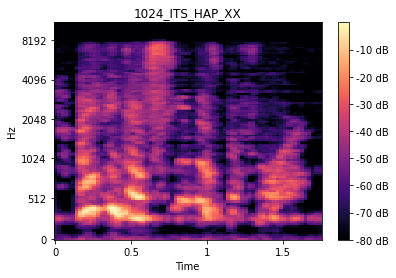 1024_ITS_HAP_XX
8192
4096
2048
1024
512
0
Hz
0
0.5
1
1.5
Time
-10 dB
-20 dB
-30 dB
-40 dB
-50 dB
-60 dB
-70 dB
-80 dB